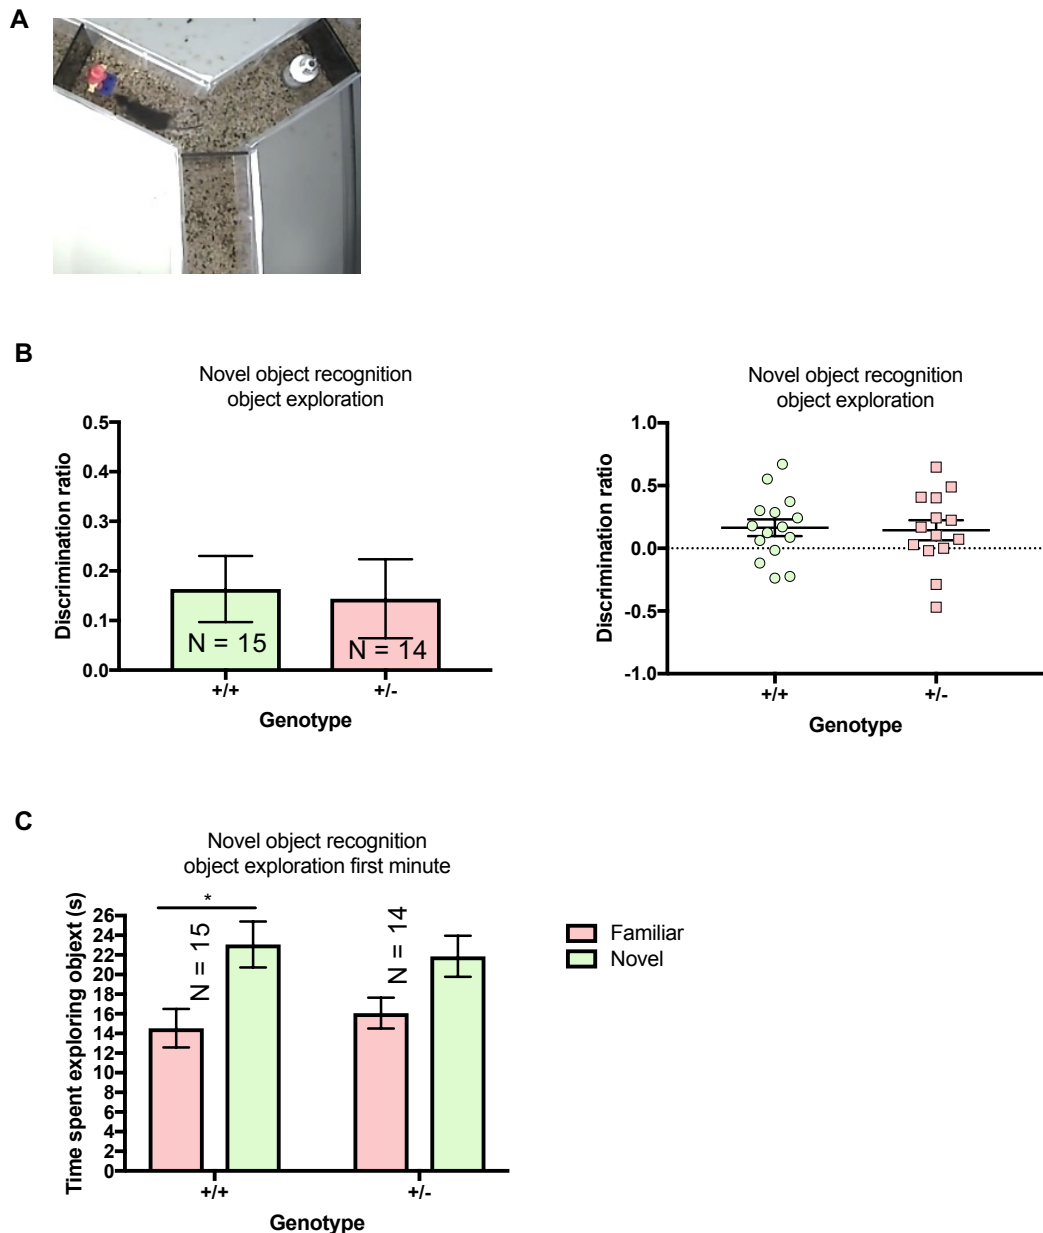 A
B
Novel object recognition
object exploration
0.5
0.4
0.3
0.2
0.1
0.0
Discrimination ratio
N = 15
N = 14
+/+
+/-
Genotype
Novel object recognition
object exploration
1.0
0.5
0.0
-0.5
-1.0
Discrimination ratio
+/+
+/-
Genotype
C
Novel object recognition
object exploration first minute
*
26
24
22
20
18
16
14
12
10
8
6
4
2
0
Time spent exploring objext (s)
N = 15
N = 14
+/+
+/-
Genotype
Familiar
Novel